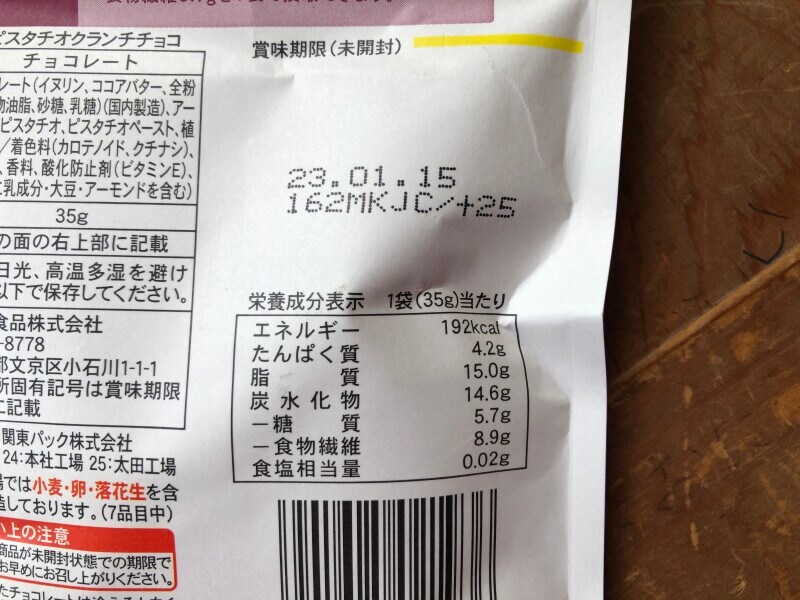 ピスタチオクランチチョコ
チョコレート
レート(イヌリン、ココアバター、全粉
物油脂、砂糖、乳糖)(国内製造)、アー
ピスタチオ、ピスタチオペースト、植
/着色料(カロテノイド、クチナシ)、
、香料、酸化防止剤(ビタミンE)、
に乳成分・大豆・アーモンドを含む)
35g
の面の右上部に記載
日光、高温多湿を避け
以下で保存してください。
食品株式会社
-8778
都文京区小石川1-1-1
所固有記号は賞味期限
に記載
関東パック株式会社
24:本社工場 25:太田工場
場では小麦・卵・落花生を含
造しております。(7品目中)
い上の注意
商品が未開封状態での期限で
お早めにお召し上がりください。
賞味期限(未開封)
23.01.15
162MKJC/+25
栄養成分表示 1袋(35g)当たり
エネルギー 192kcal
たんぱく質 4.2g
脂質 15.0g
炭水化物 14.6g
-糖質 5.7g
-食物繊維 8.9g
食塩相当量 0.02g